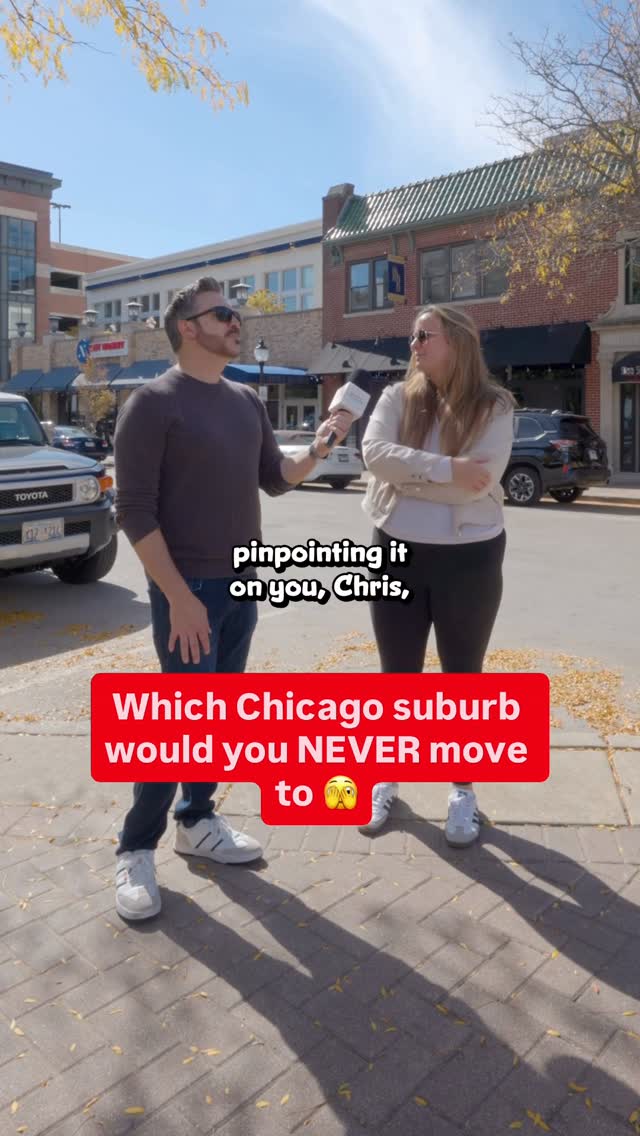 TOYOTA
pinpointing it
on you, Chris,
Which Chicago suburb
would you NEVER move
to 🫣